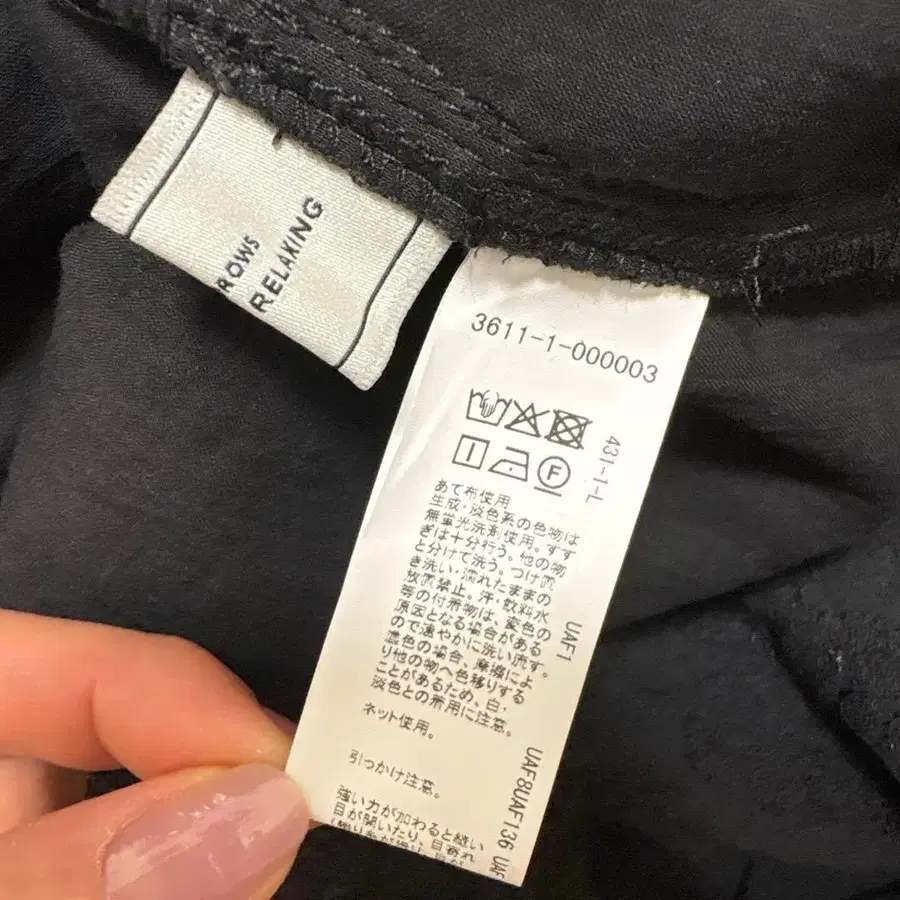 ROWS
RELAXING
3611-1-000003
431-1-L
F
あて布使用
生成・淡色系の色物は
無蛍光洗剤使用。すす
ぎは十分行う。他の物
と分けて洗う。つけ置
き洗い・濡れたままの
放置禁止。汗・飲料水
等の付着物は、変色の
原因となる場合がある
ので速やかに洗い流す。
濃色の場合、摩擦によ
り他の物へ色移りする
ことがあるため、白・
淡色との着用に注意。
ネット使用。
引っかけ注意。
強い力が加わると縫い
目が開いたり、目寄れ
UAF1
UAF8UAF136
UAF